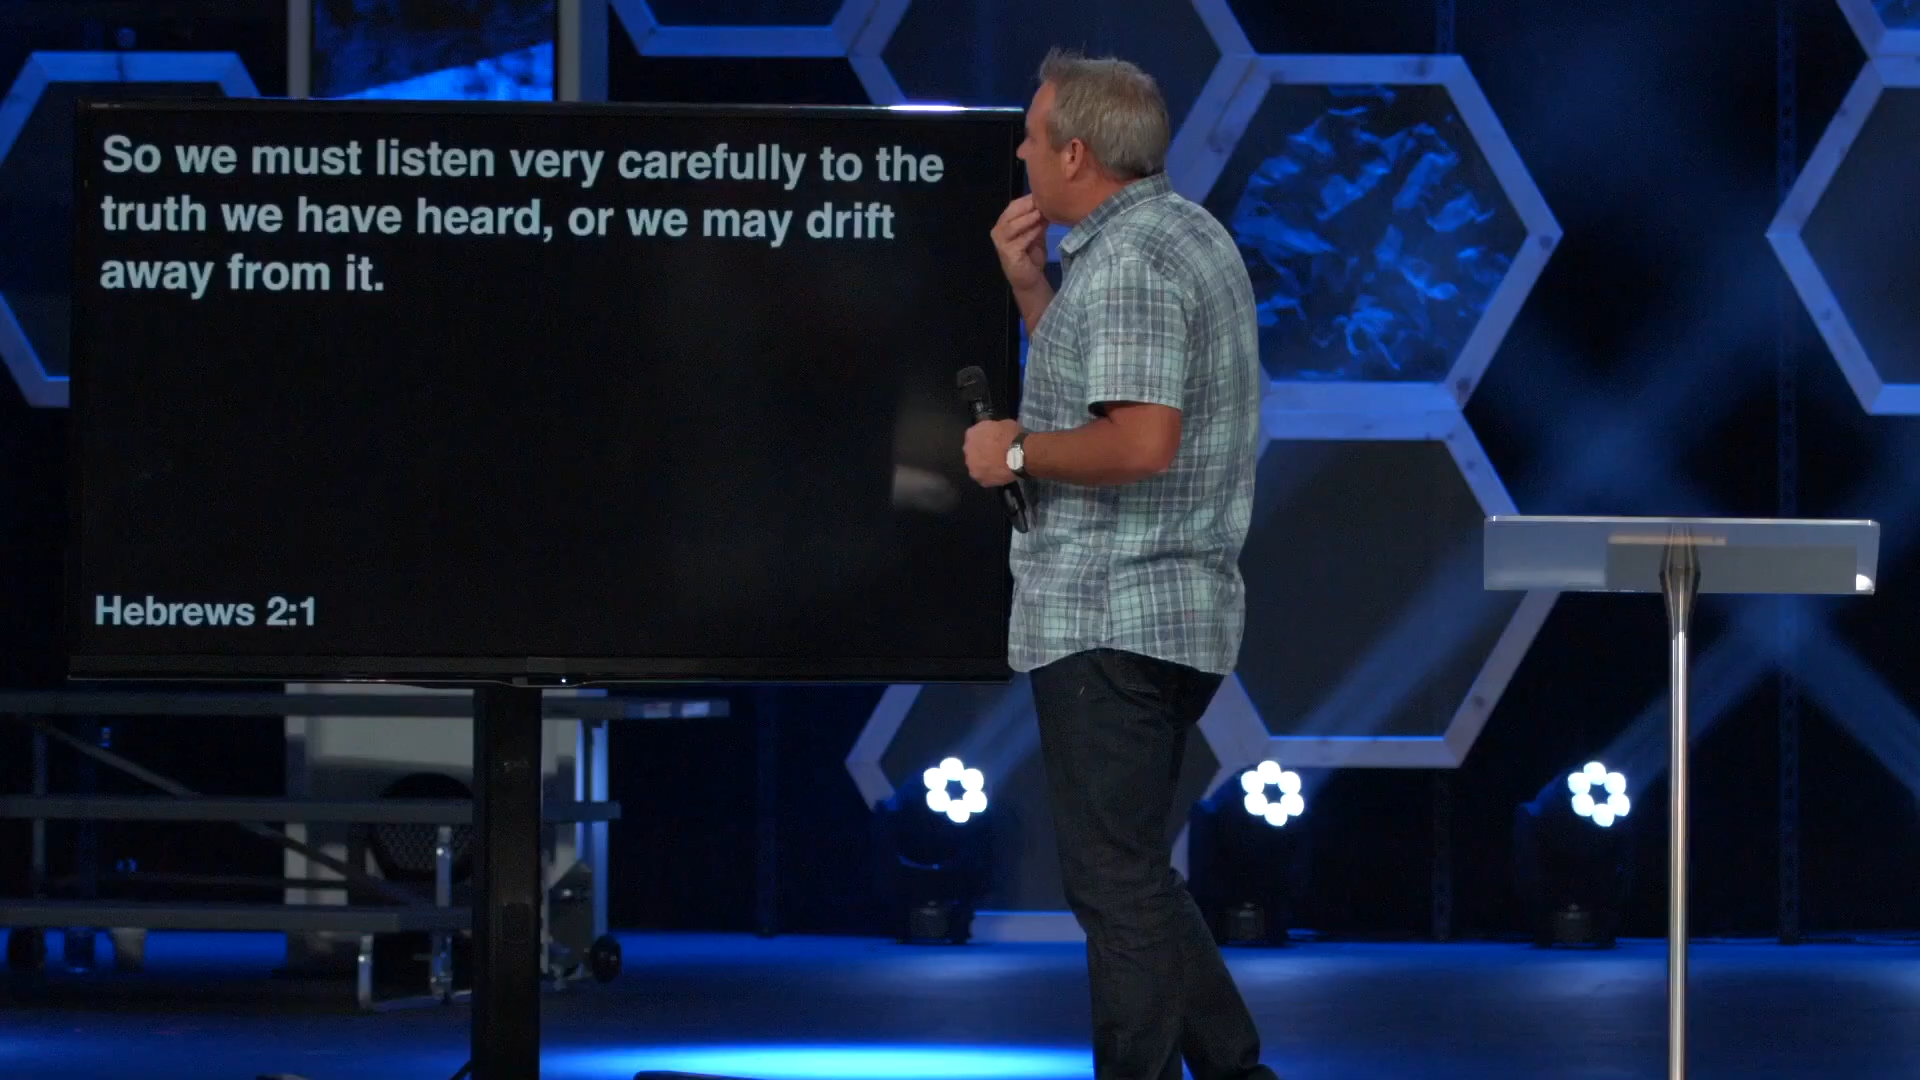 So we must listen very carefully to the
truth we have heard, or we may drift
away from it.
Hebrews 2:1